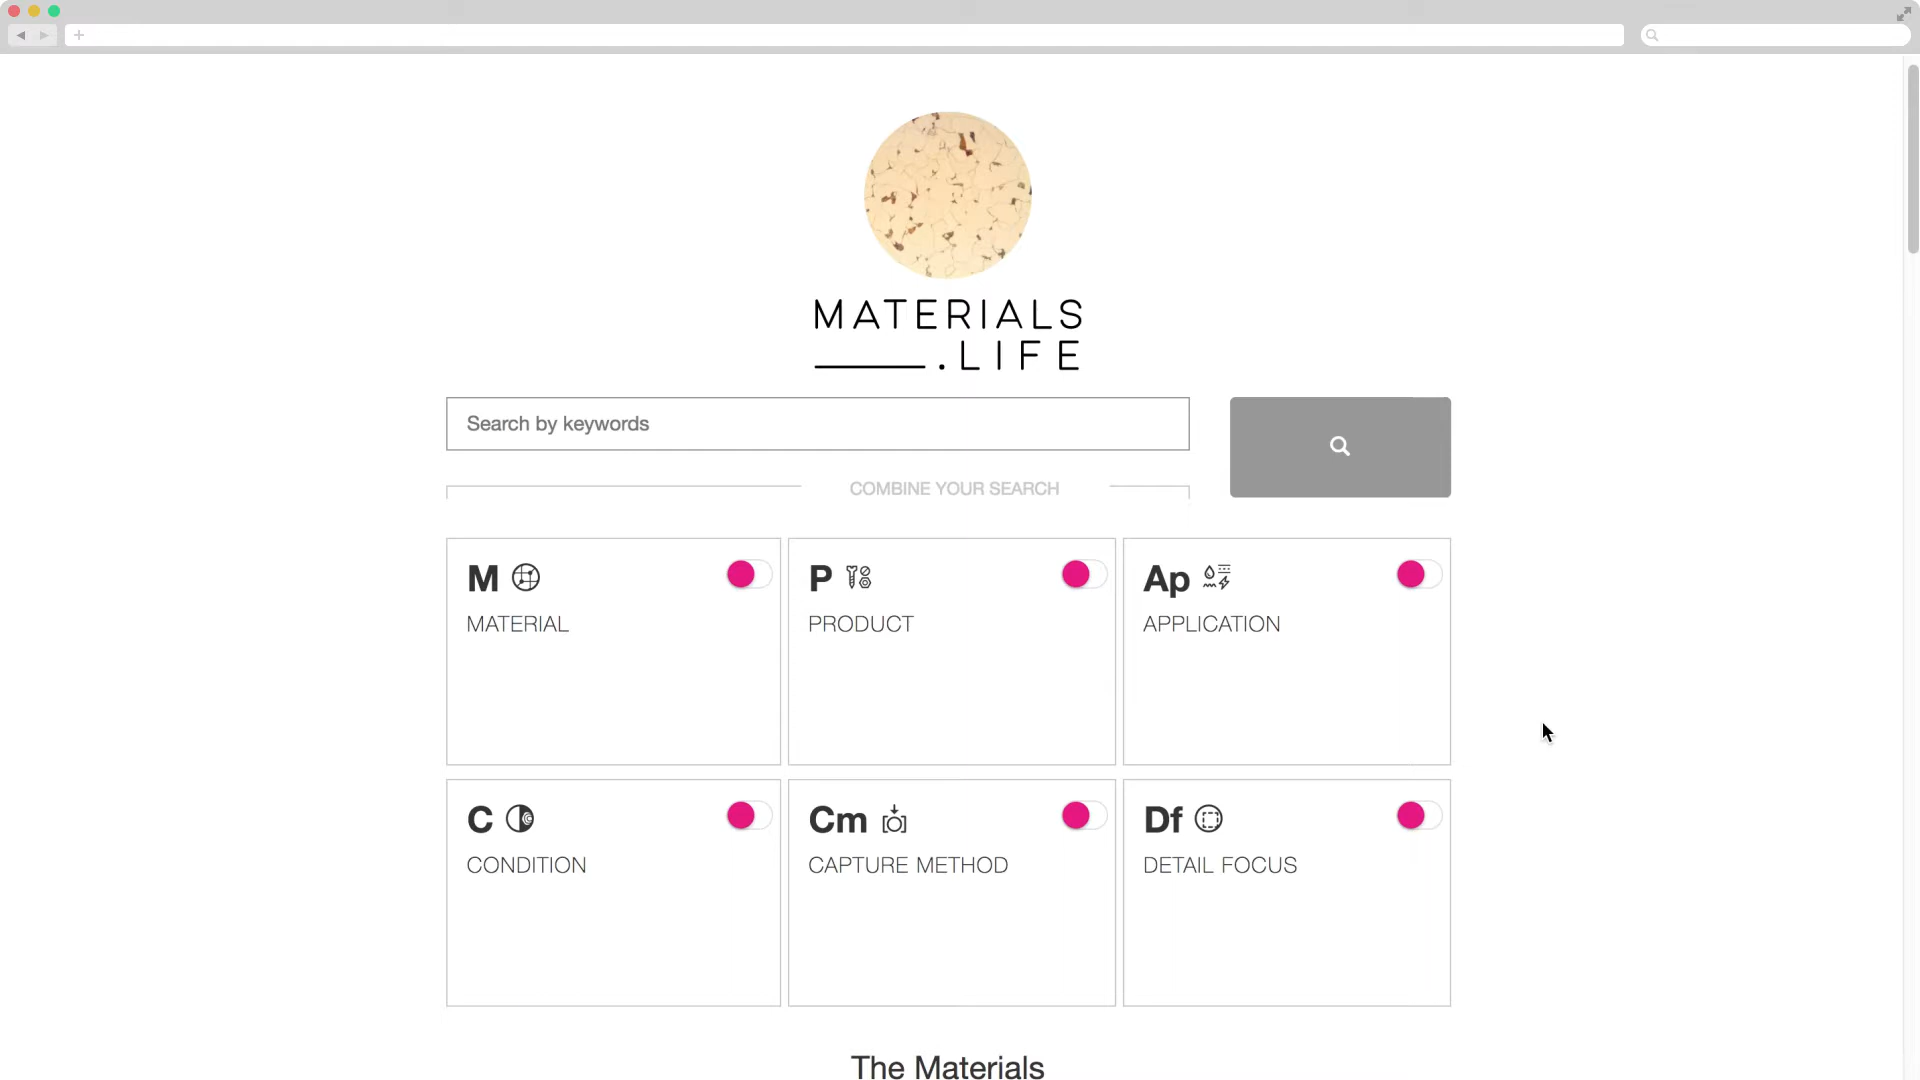 MATERIALS
.LIFE
Search by keywords
COMBINE YOUR SEARCH
M
MATERIAL
P
PRODUCT
Ap
APPLICATION
C
CONDITION
Cm
CAPTURE METHOD
Df
DETAIL FOCUS
The Materials